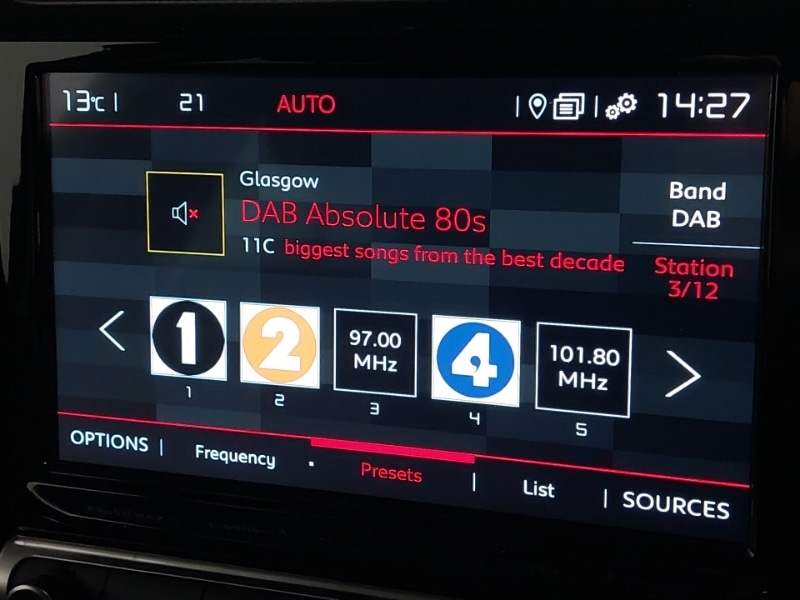 13°C | 21 AUTO 14:27
Glasgow
DAB Absolute 80s
11C biggest songs from the best decade
Band
DAB
Station
3/12
1
2
97.00
MHz
4
101.80
MHz
1
2
3
4
5
OPTIONS | Frequency . Presets | List | SOURCES